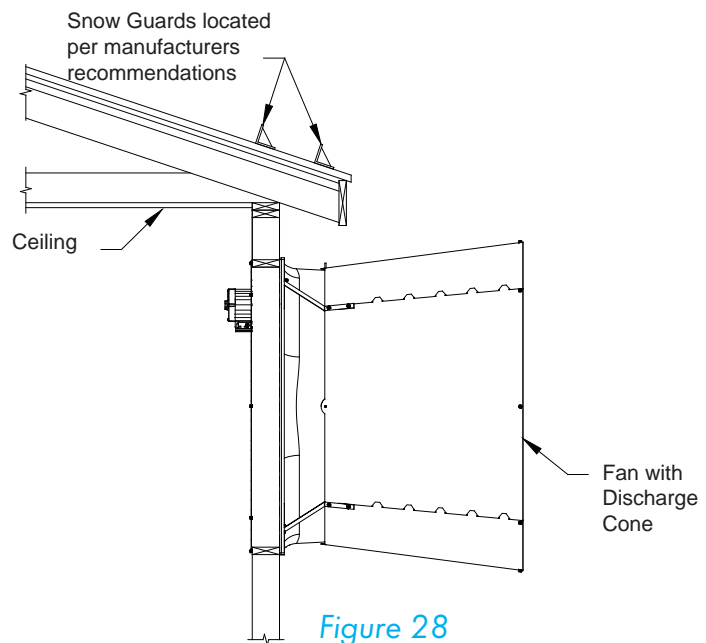 Snow Guards located
per manufacturers
recommendations
Ceiling
Fan with
Discharge
Cone
Figure 28